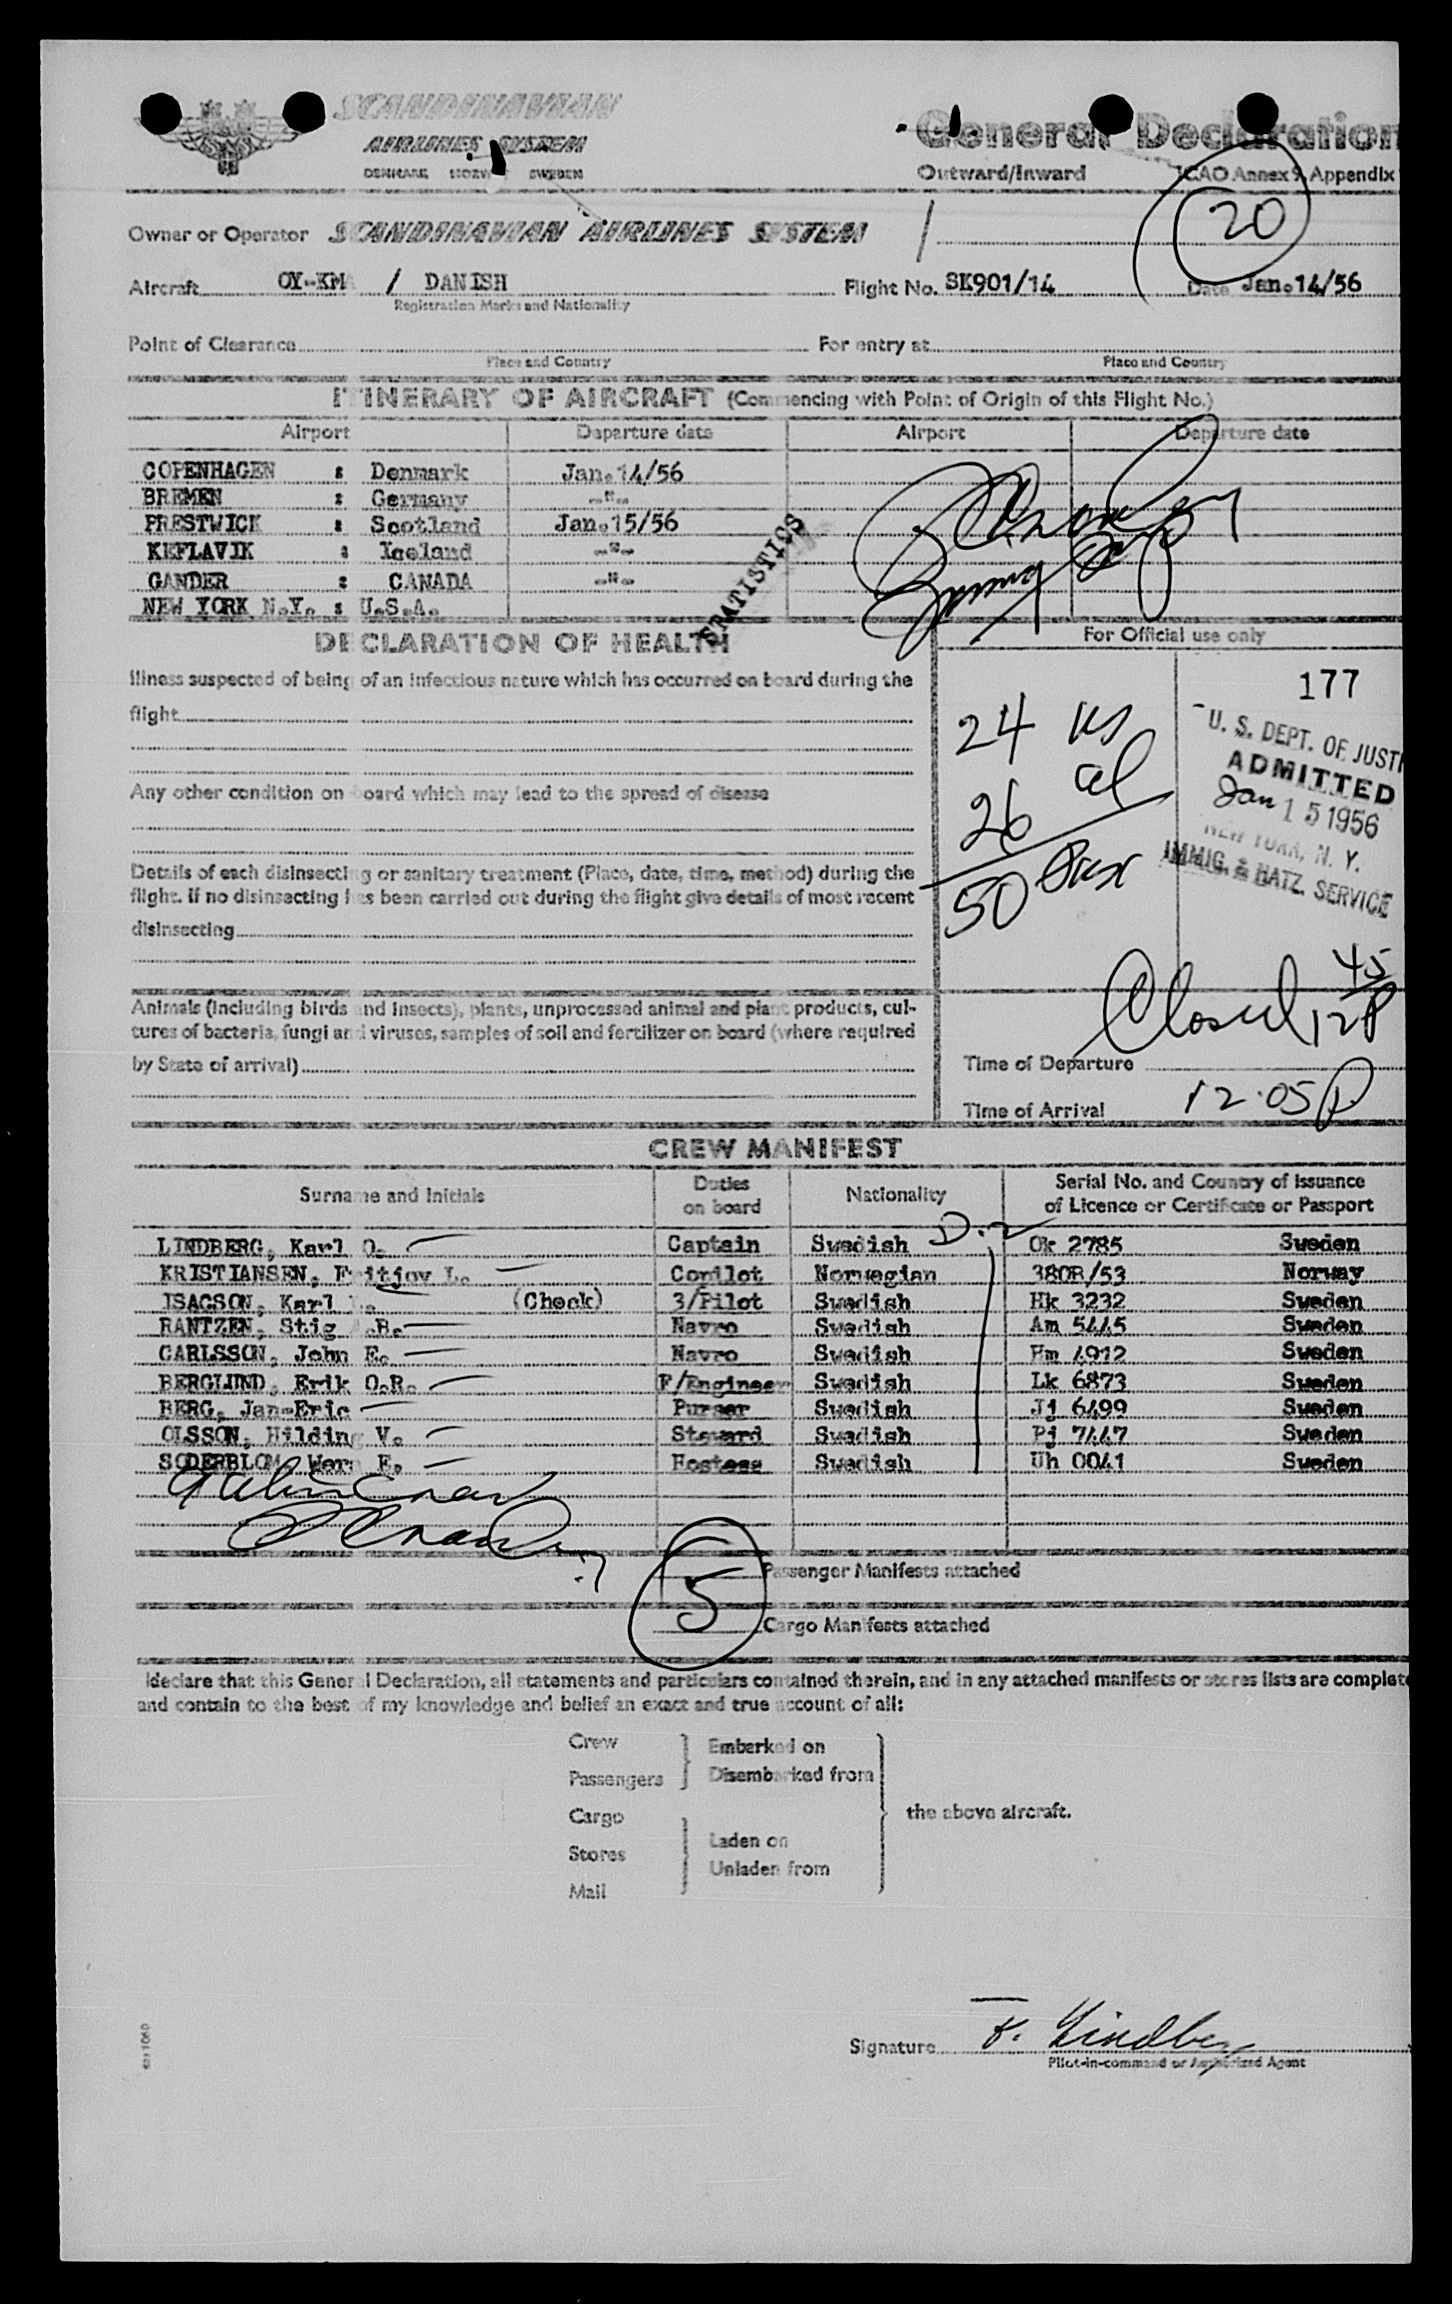 SCANDINAVIAN
AIRLINES SYSTEM
DENMARK NORWAY SWEDEN
General Declaration
Outward/Inward ICAO Annex 9, Appendix
20
Owner or Operator SCANDINAVIAN AIRLINES SYSTEM
Aircraft OY-KM / DANISH Flight No. SK901/14 Date Jan.14/56
Registration Marks and Nationality
Point of Clearance For entry at
Place and Country Place and Country
ITINERARY OF AIRCRAFT (Commencing with Point of Origin of this Flight No.)
Airport Departure date Airport Departure date
COPENHAGEN : Denmark Jan.14/56
BREMEN : Germany -"-
PRESTWICK : Scotland Jan.15/56
KEFLAVIK : Iceland -"-
GANDER : CANADA -"-
NEW YORK N.Y. : U.S.A.
STATISTICS
DECLARATION OF HEALTH
For Official use only
Illness suspected of being of an infectious nature which has occurred on board during the
flight
Any other condition on board which may lead to the spread of disease
Details of each disinsecting or sanitary treatment (Place, date, time, method) during the
flight. If no disinsecting has been carried out during the flight give details of most recent
disinsecting
177
24 US
26 al
50 Pax
U. S. DEPT. OF JUSTI
ADMITTED
Jan 15 1956
NEW YORK, N. Y.
IMMIG. & NATZ. SERVICE
Animals (including birds and insects), plants, unprocessed animal and plant products, cul-
tures of bacteria, fungi and viruses, samples of soil and fertilizer on board (where required
by State of arrival)
Closed 12 45 P
Time of Departure
Time of Arrival 12.05 P
CREW MANIFEST
Surname and Initials Duties on board Nationality Serial No. and Country of Issuance of Licence or Certificate or Passport
D.2
LINDBERG, Karl O. Captain Swedish Ok 2785 Sweden
KRISTIANSEN, Fritjov L. Copilot Norwegian 380B/53 Norway
ISACSON, Karl (Check) 3/Pilot Swedish Hk 3232 Sweden
RANTZEN, Stig .B. Navro Swedish Am 5445 Sweden
CARLSSON, John E. Navro Swedish Hm 4912 Sweden
BERGLUND, Erik O.R. F/Engineer Swedish Lk 6873 Sweden
BERG, Jan-Eric Purser Swedish Jj 6499 Sweden
OLSSON, Hilding V. Steward Swedish Pj 7447 Sweden
SODERBLOM, E. Hostess Swedish Uh 0041 Sweden
5
Passenger Manifests attached
Cargo Manifests attached
I declare that this General Declaration, all statements and particulars contained therein, and in any attached manifests or stores lists are complete
and contain to the best of my knowledge and belief an exact and true account of all:
Crew Embarked on
Passengers Disembarked from
Cargo the above aircraft.
Stores Laden on
Unladen from
Mail
Signature K. Lindberg
Pilot-in-command or Authorized Agent